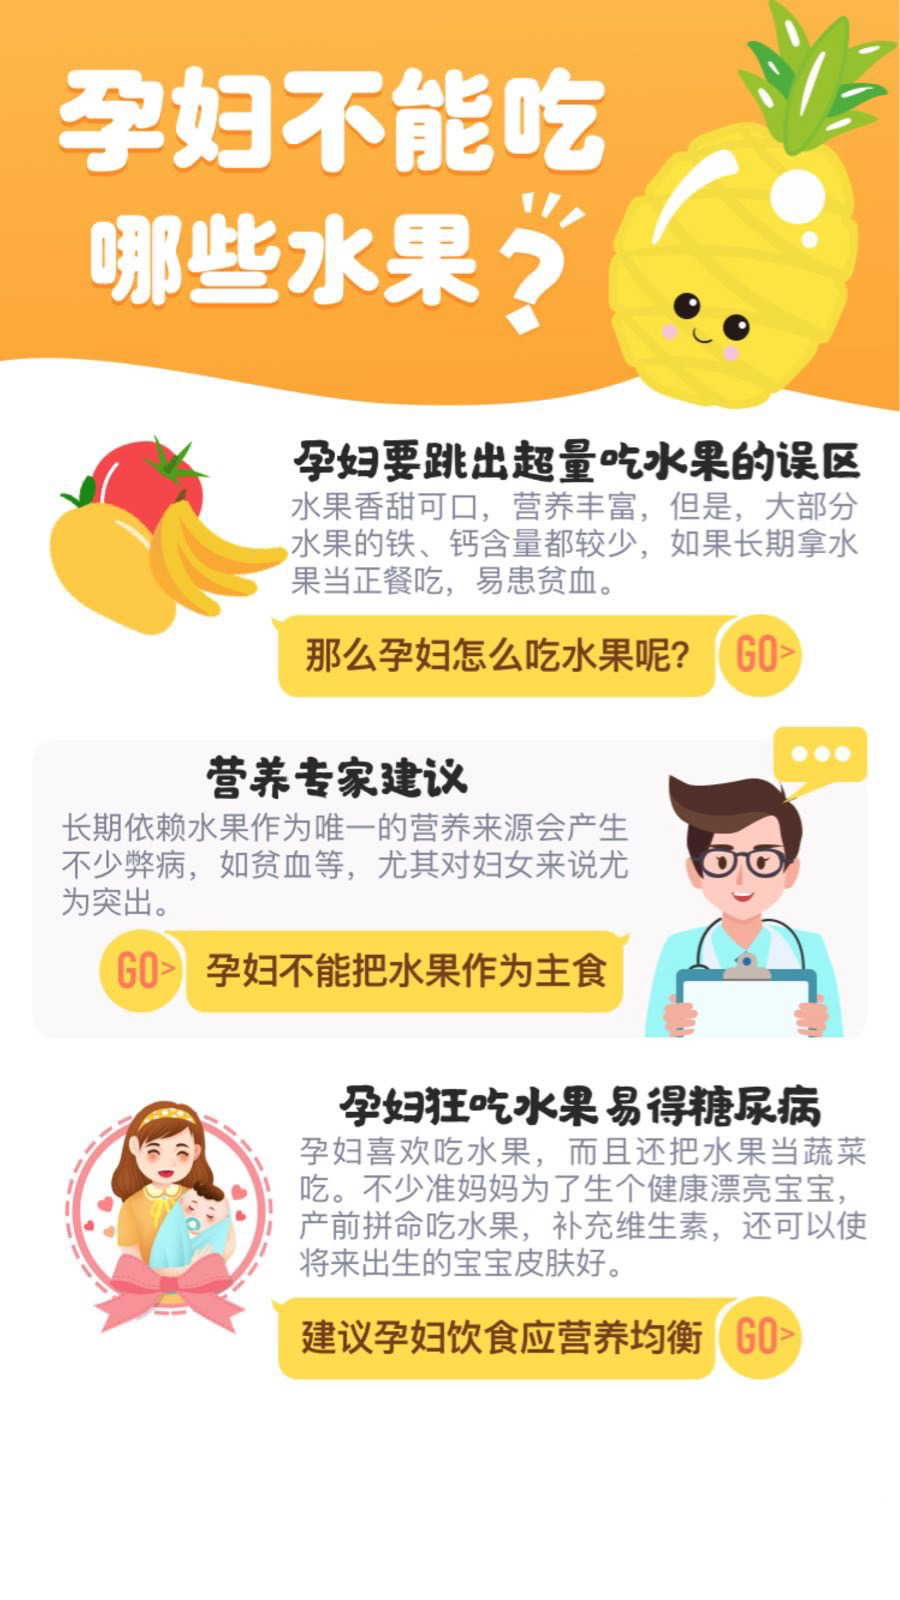 孕妇不能吃
哪些水果?
孕妇要跳出超量吃水果的误区
水果香甜可口，营养丰富，但是，大部分
水果的铁、钙含量都较少，如果长期拿水
果当正餐吃，易患贫血。
那么孕妇怎么吃水果呢？
GO>
营养专家建议
长期依赖水果作为唯一的营养来源会产生
不少弊病，如贫血等，尤其对妇女来说尤
为突出。
GO>
孕妇不能把水果作为主食
孕妇狂吃水果 易得糖尿病
孕妇喜欢吃水果，而且还把水果当蔬菜
吃。不少准妈妈为了生个健康漂亮宝宝，
产前拼命吃水果，补充维生素，还可以使
将来出生的宝宝皮肤好。
建议孕妇饮食应营养均衡
GO>